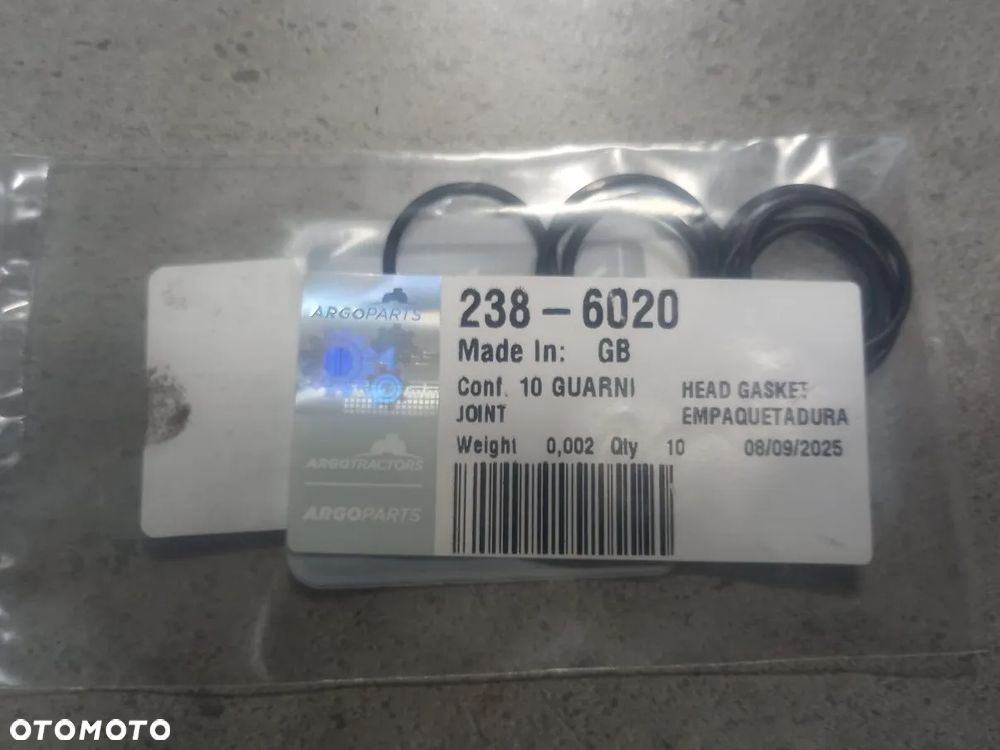 ARGOPARTS
238-6020
Made In: GB
Conf. 10 GUARNI HEAD GASKET
JOINT EMPAQUETADURA
Weight 0,002 Qty 10 08/09/2025
ARGOTRACTORS
ARGOPARTS
OTOMOTO